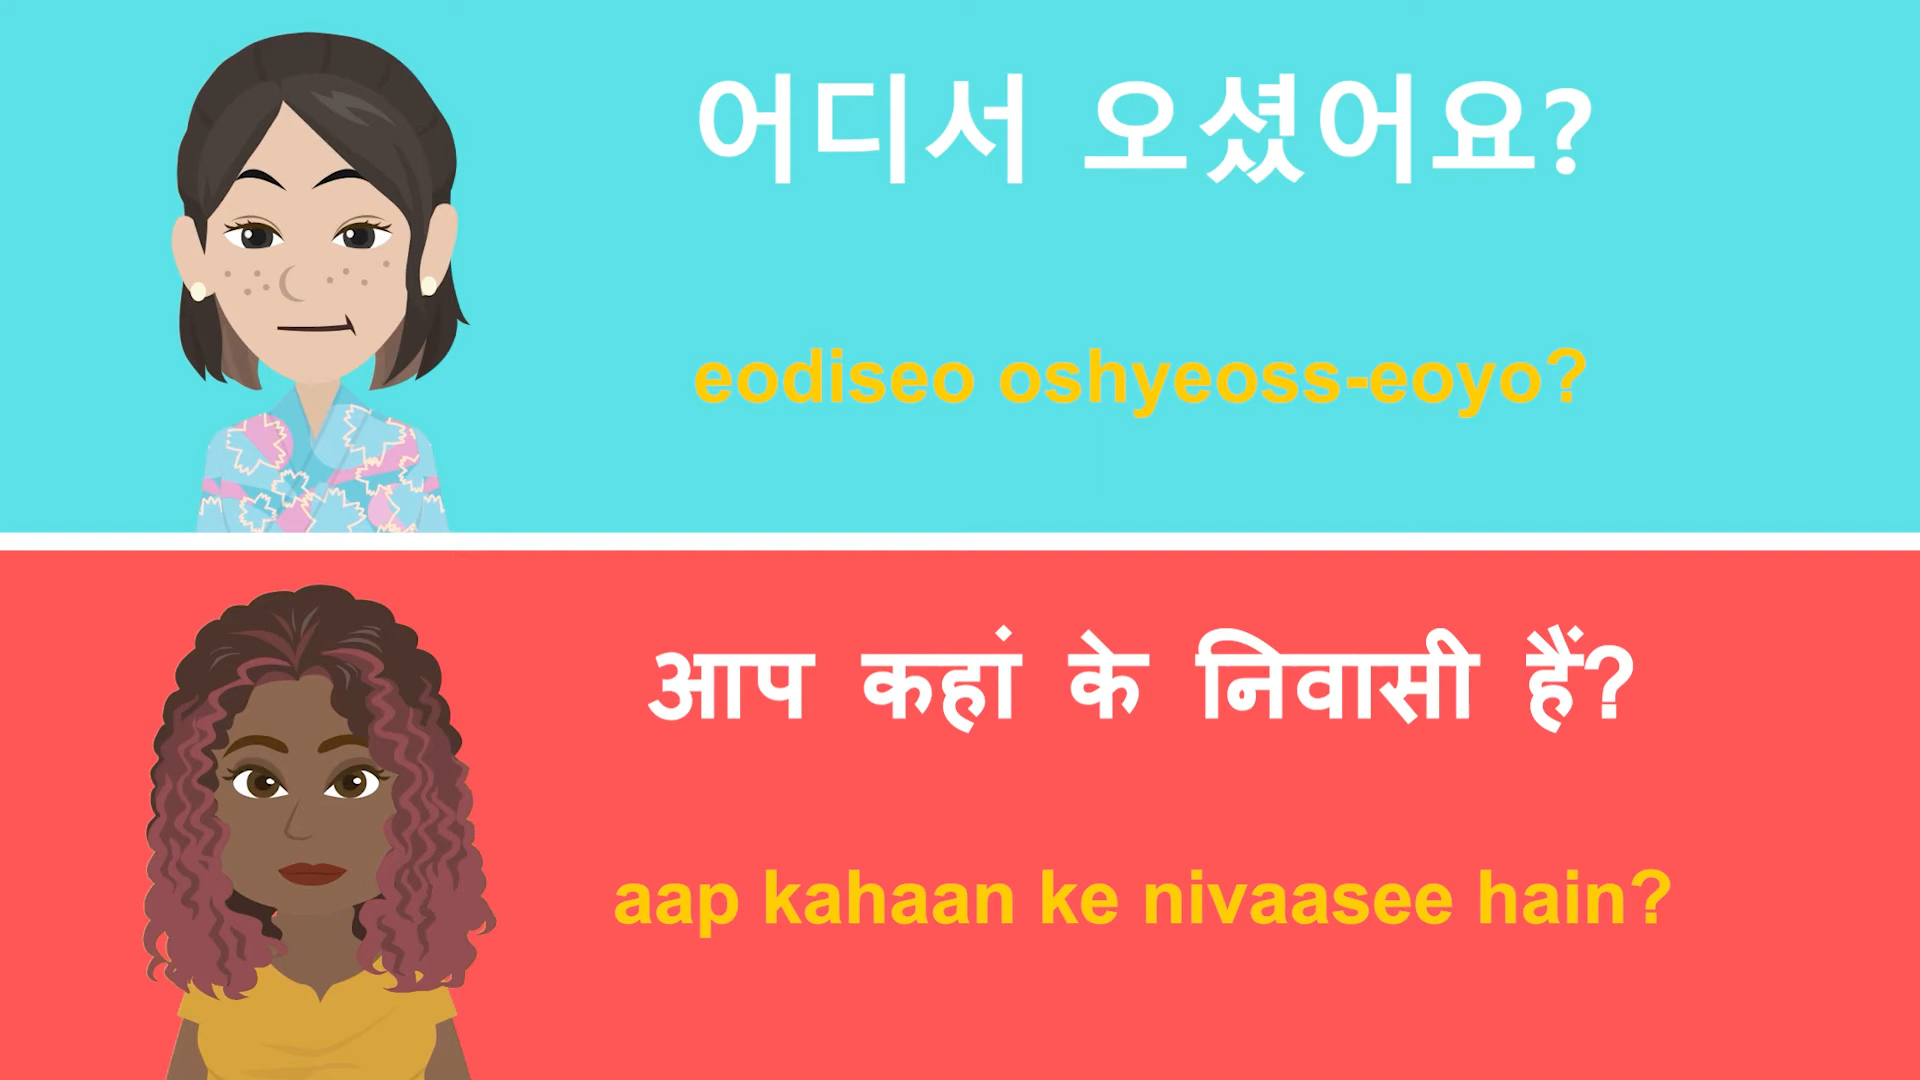 어디서 오셨어요?
eodiseo oshyeoss-eoyo?
आप कहां के निवासी हैं?
aap kahaan ke nivaasee hain?